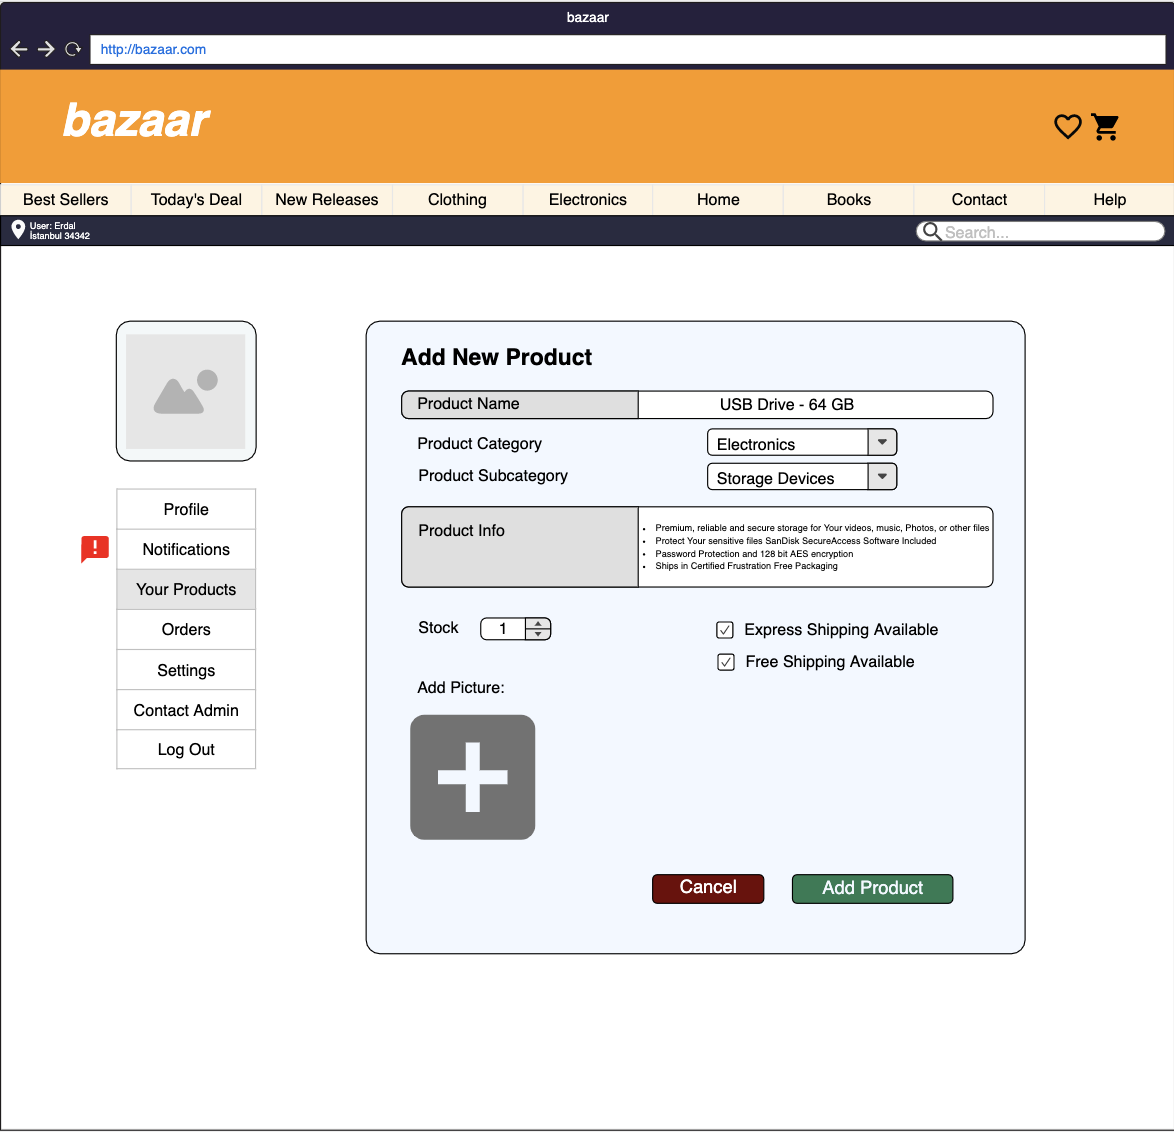 bazaar
http://bazaar.com
bazaar
Best Sellers Today's Deal New Releases Clothing Electronics Home Books Contact Help
User: Erdal
İstanbul 34342
Search...
Add New Product
Product Name USB Drive - 64 GB
Product Category Electronics
Product Subcategory Storage Devices
Product Info
• Premium, reliable and secure storage for Your videos, music, Photos, or other files
• Protect Your sensitive files SanDisk SecureAccess Software Included
• Password Protection and 128 bit AES encryption
• Ships in Certified Frustration Free Packaging
Stock 1
Express Shipping Available
Free Shipping Available
Add Picture:
Cancel Add Product
Profile
! Notifications
Your Products
Orders
Settings
Contact Admin
Log Out